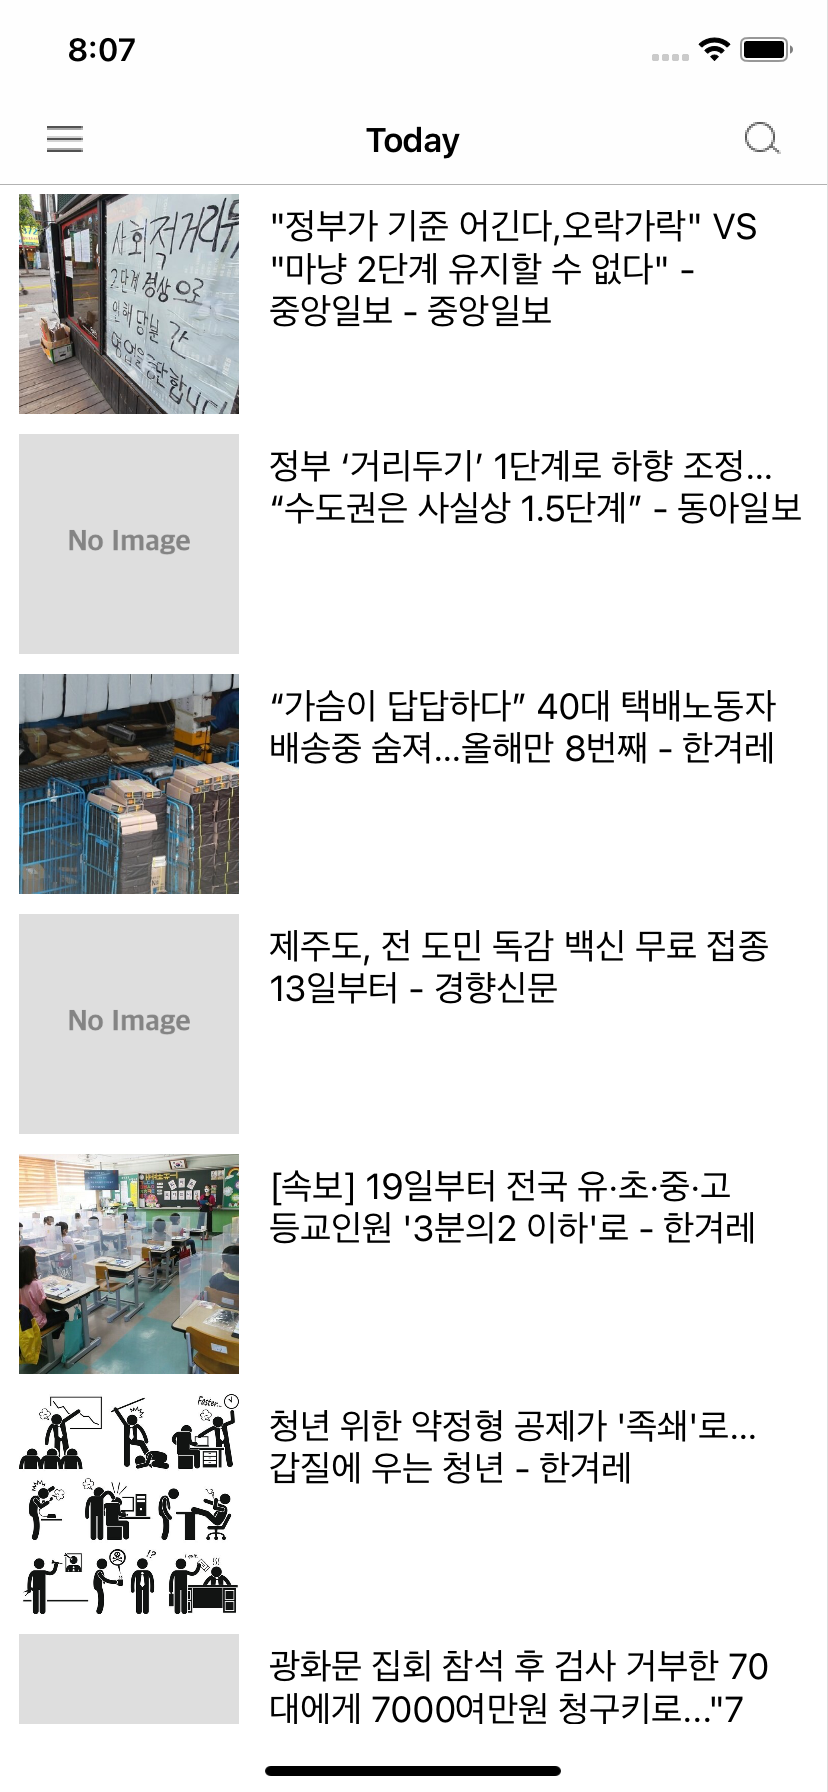 8:07
Today
사회적거리두
2단계 격상으로
인해 당분간
영업을 중단합니다
"정부가 기준 어긴다,오락가락" VS
"마냥 2단계 유지할 수 없다" -
중앙일보 - 중앙일보
No Image
정부 ‘거리두기’ 1단계로 하향 조정…
“수도권은 사실상 1.5단계” - 동아일보
“가슴이 답답하다” 40대 택배노동자
배송중 숨져…올해만 8번째 - 한겨레
No Image
제주도, 전 도민 독감 백신 무료 접종
13일부터 - 경향신문
[속보] 19일부터 전국 유·초·중·고
등교인원 '3분의2 이하'로 - 한겨레
Faster...
!?
청년 위한 약정형 공제가 '족쇄'로…
갑질에 우는 청년 - 한겨레
광화문 집회 참석 후 검사 거부한 70
대에게 7000여만원 청구키로…"7